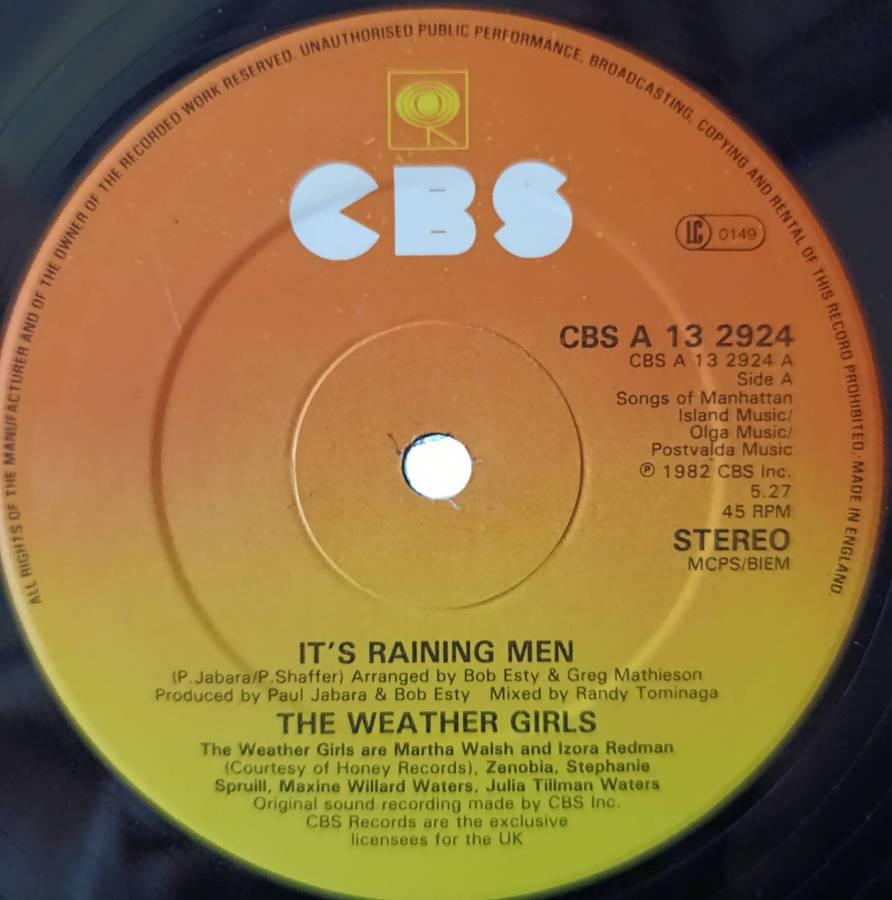 ALL RIGHTS OF THE MANUFACTURER AND OF THE OWNER OF THE RECORDED WORK RESERVED. UNAUTHORISED PUBLIC PERFORMANCE, BROADCASTING, COPYING AND RENTAL OF THIS RECORD PROHIBITED. MADE IN ENGLAND.
CBS
LC 0149
CBS A 13 2924
CBS A 13 2924 A
Side A
Songs of Manhattan
Island Music/
Olga Music/
Postvalda Music
℗ 1982 CBS Inc.
5.27
45 RPM
STEREO
MCPS/BIEM
IT'S RAINING MEN
(P.Jabara/P.Shaffer) Arranged by Bob Esty & Greg Mathieson
Produced by Paul Jabara & Bob Esty Mixed by Randy Tominaga
THE WEATHER GIRLS
The Weather Girls are Martha Walsh and Izora Redman
(Courtesy of Honey Records), Zenobia, Stephanie
Spruill, Maxine Willard Waters, Julia Tillman Waters
Original sound recording made by CBS Inc.
CBS Records are the exclusive
licensees for the UK